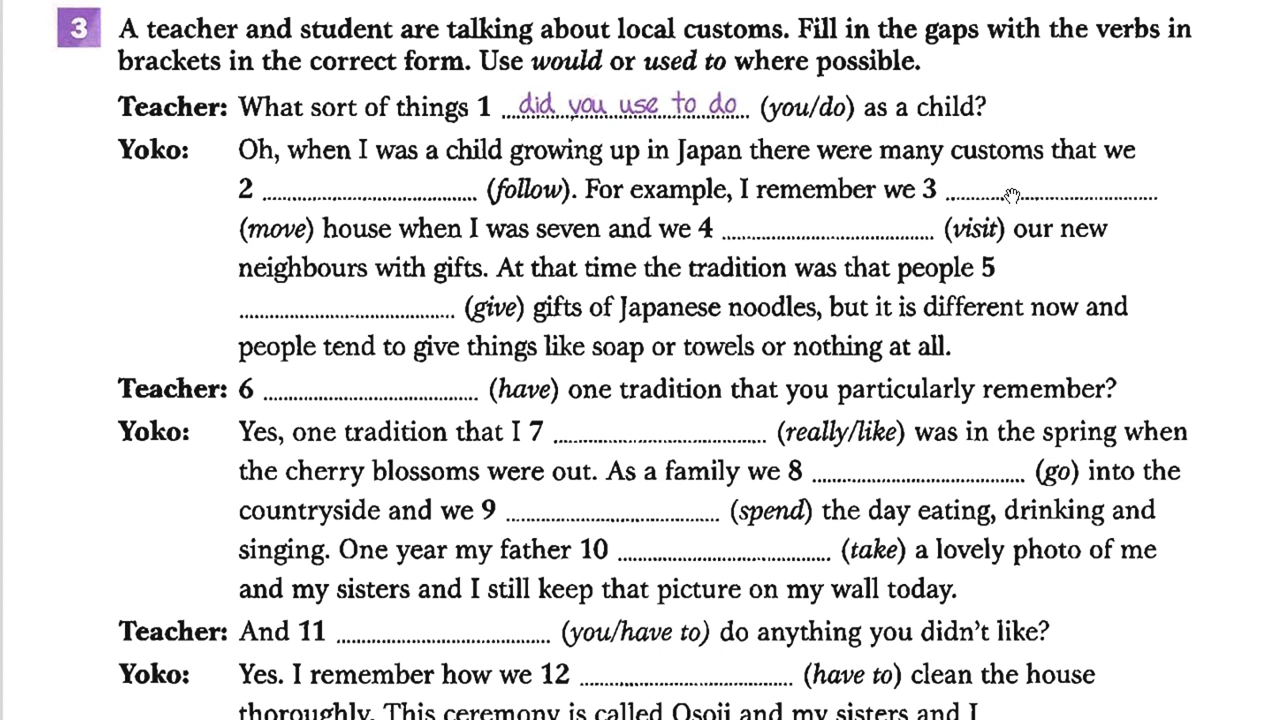 3 A teacher and student are talking about local customs. Fill in the gaps with the verbs in
brackets in the correct form. Use would or used to where possible.
Teacher: What sort of things 1 did you use to do (you/do) as a child?
Yoko: Oh, when I was a child growing up in Japan there were many customs that we
2 ........................................ (follow). For example, I remember we 3 ........................................
(move) house when I was seven and we 4 ........................................ (visit) our new
neighbours with gifts. At that time the tradition was that people 5
........................................ (give) gifts of Japanese noodles, but it is different now and
people tend to give things like soap or towels or nothing at all.
Teacher: 6 ........................................ (have) one tradition that you particularly remember?
Yoko: Yes, one tradition that I 7 ........................................ (really/like) was in the spring when
the cherry blossoms were out. As a family we 8 ........................................ (go) into the
countryside and we 9 ........................................ (spend) the day eating, drinking and
singing. One year my father 10 ........................................ (take) a lovely photo of me
and my sisters and I still keep that picture on my wall today.
Teacher: And 11 ........................................ (you/have to) do anything you didn't like?
Yoko: Yes. I remember how we 12 ........................................ (have to) clean the house
thoroughly. This ceremony is called Osoji and my sisters and I